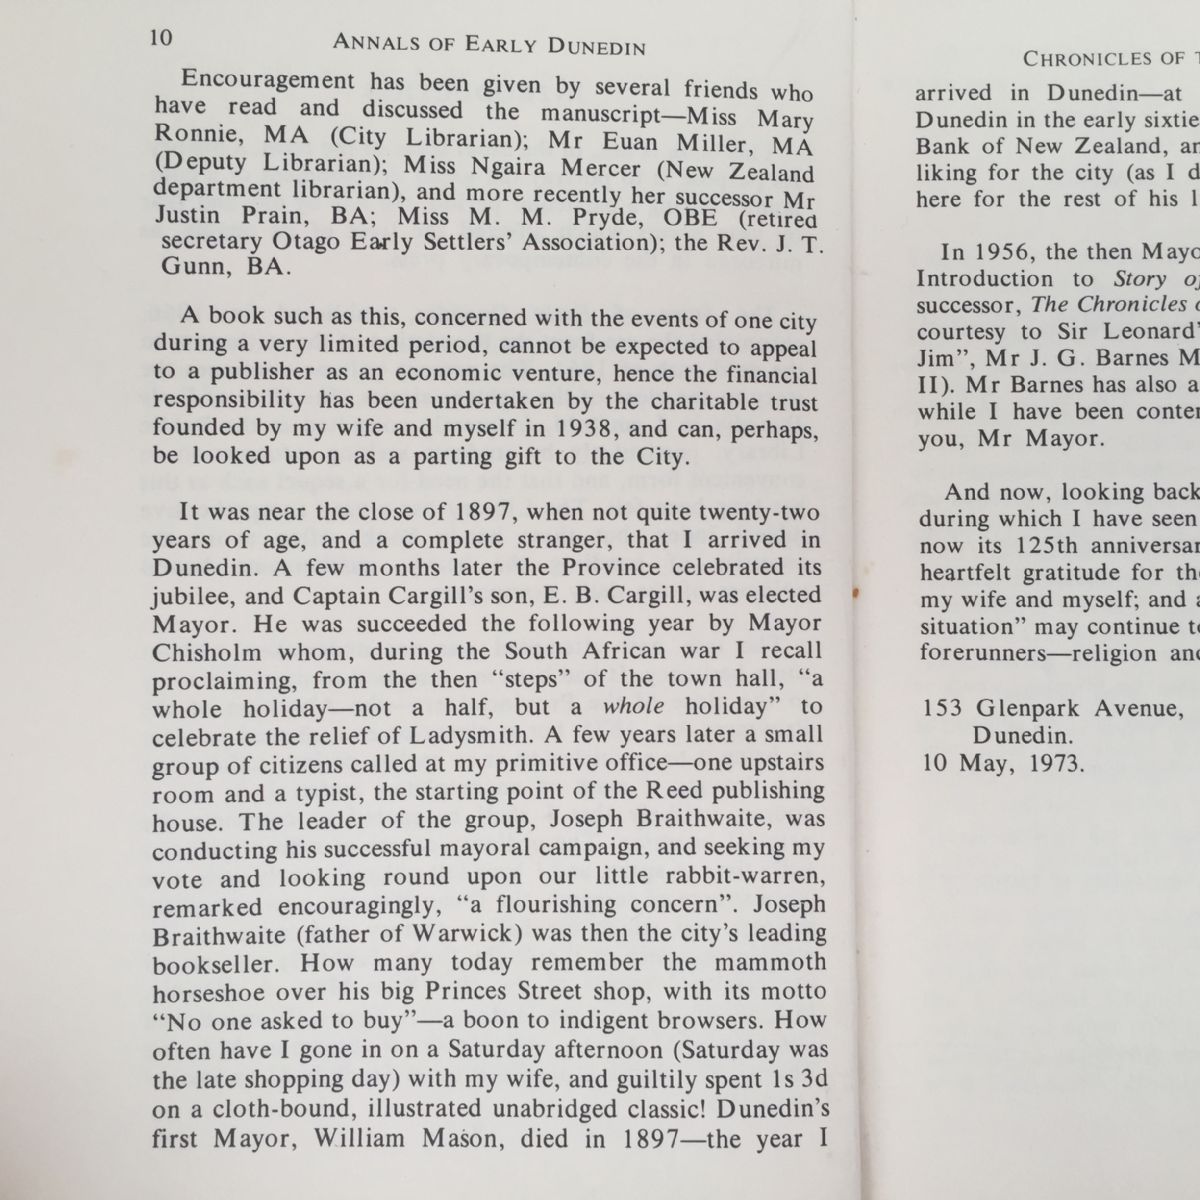 10
ANNALS OF EARLY DUNEDIN
Encouragement has been given by several friends who
have read and discussed the manuscript—Miss Mary
Ronnie, MA (City Librarian); Mr Euan Miller, MA
(Deputy Librarian); Miss Ngaira Mercer (New Zealand
department librarian), and more recently her successor Mr
Justin Prain, BA; Miss M. M. Pryde, OBE (retired
secretary Otago Early Settlers’ Association); the Rev. J. T.
Gunn, BA.
A book such as this, concerned with the events of one city
during a very limited period, cannot be expected to appeal
to a publisher as an economic venture, hence the financial
responsibility has been undertaken by the charitable trust
founded by my wife and myself in 1938, and can, perhaps,
be looked upon as a parting gift to the City.
It was near the close of 1897, when not quite twenty-two
years of age, and a complete stranger, that I arrived in
Dunedin. A few months later the Province celebrated its
jubilee, and Captain Cargill’s son, E. B. Cargill, was elected
Mayor. He was succeeded the following year by Mayor
Chisholm whom, during the South African war I recall
proclaiming, from the then “steps” of the town hall, “a
whole holiday—not a half, but a whole holiday” to
celebrate the relief of Ladysmith. A few years later a small
group of citizens called at my primitive office—one upstairs
room and a typist, the starting point of the Reed publishing
house. The leader of the group, Joseph Braithwaite, was
conducting his successful mayoral campaign, and seeking my
vote and looking round upon our little rabbit-warren,
remarked encouragingly, “a flourishing concern”. Joseph
Braithwaite (father of Warwick) was then the city’s leading
bookseller. How many today remember the mammoth
horseshoe over his big Princes Street shop, with its motto
“No one asked to buy”—a boon to indigent browsers. How
often have I gone in on a Saturday afternoon (Saturday was
the late shopping day) with my wife, and guiltily spent 1s 3d
on a cloth-bound, illustrated unabridged classic! Dunedin’s
first Mayor, William Mason, died in 1897—the year I
CHRONICLES OF
arrived in Dunedin—at
Dunedin in the early
Bank of New Zealand,
liking for the city (as I
here for the rest of his
In 1956, the then
Introduction to Story
successor, The Chronicles
courtesy to Sir Leonard’
Jim”, Mr J. G. Barnes
II). Mr Barnes has also
while I have been
you, Mr Mayor.
And now, looking back
during which I have seen
now its 125th
heartfelt gratitude for
my wife and myself; and
situation” may continue
forerunners—religion
153 Glenpark Avenue,
Dunedin.
10 May, 1973.